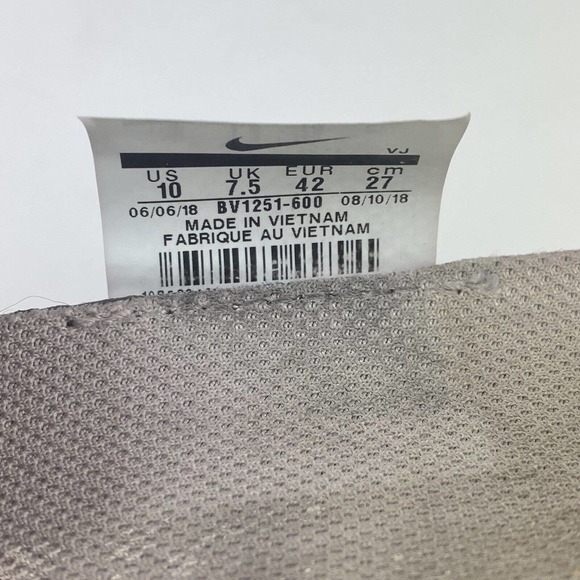 VJ
US UK EUR cm
10 7.5 42 27
06/06/18 BV1251-600 08/10/18
MADE IN VIETNAM
FABRIQUE AU VIETNAM